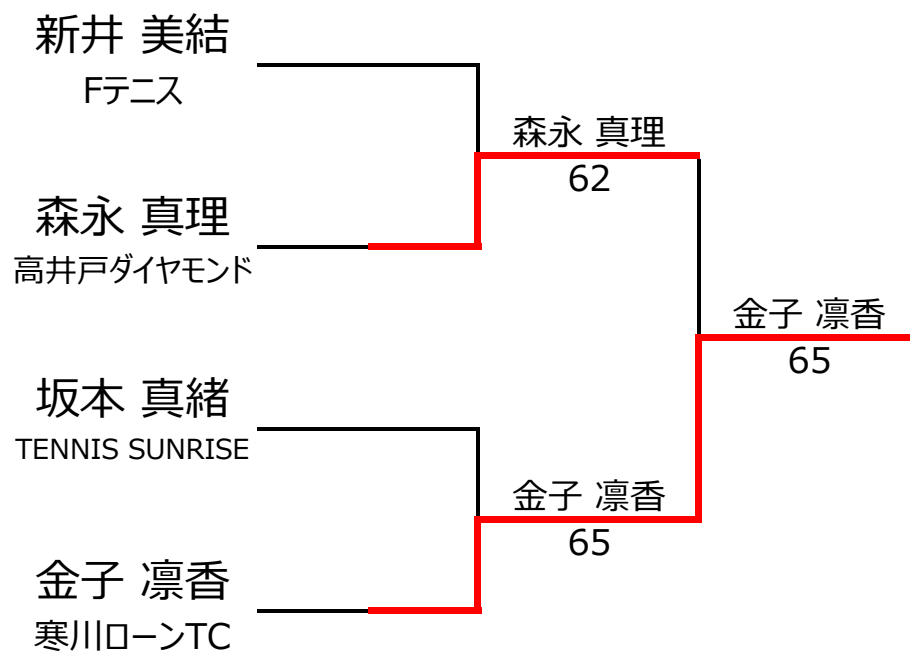 新井 美結
Fテニス
森永 真理
62
森永 真理
高井戸ダイヤモンド
金子 凛香
65
坂本 真緒
TENNIS SUNRISE
金子 凛香
65
金子 凛香
寒川ローンTC